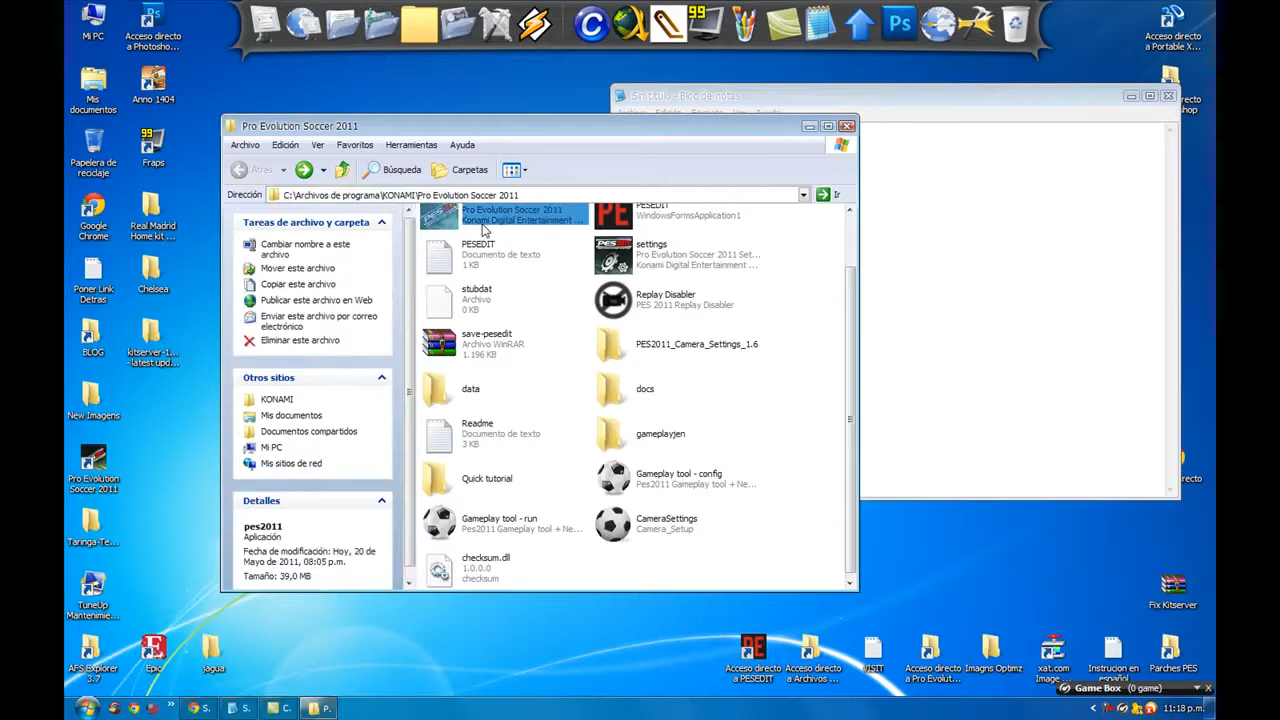 99
Mi PC
Acceso directo
a Photosho...
Mis
documentos
Anno 1404
Papelera de
reciclaje
99
Fraps
Google
Chrome
Real Madrid
Home kit ...
Poner Link
Detras
Chelsea
BLOG
kitserver-1...
- latest upd...
New Imagens
Pro Evolution
Soccer 2011
Taringa-Te...
TuneUp
Mantenimie...
AFS Explorer
3.7
Epic
jagua
Acceso directo
a Portable X...
Sin título - Bloc de notas
Pro Evolution Soccer 2011
Archivo Edición Ver Favoritos Herramientas Ayuda
Atrás Búsqueda Carpetas
Dirección C:\Archivos de programa\KONAMI\Pro Evolution Soccer 2011 Ir
Tareas de archivo y carpeta
Cambiar nombre a este
archivo
Mover este archivo
Copiar este archivo
Publicar este archivo en Web
Enviar este archivo por correo
electrónico
Eliminar este archivo
Otros sitios
KONAMI
Mis documentos
Documentos compartidos
Mi PC
Mis sitios de red
Detalles
pes2011
Aplicación
Fecha de modificación: Hoy, 20 de
Mayo de 2011, 08:05 p.m.
Tamaño: 39,0 MB
Pro Evolution Soccer 2011
Konami Digital Entertainment ...
PESEDIT
WindowsFormsApplication1
PESEDIT
Documento de texto
1 KB
settings
Pro Evolution Soccer 2011 Set...
Konami Digital Entertainment ...
stubdat
Archivo
0 KB
Replay Disabler
PES 2011 Replay Disabler
save-pesedit
Archivo WinRAR
1.196 KB
PES2011_Camera_Settings_1.6
data
docs
Readme
Documento de texto
3 KB
gameplayjen
Quick tutorial
Gameplay tool - config
Pes2011 Gameplay tool + Ne...
Gameplay tool - run
Pes2011 Gameplay tool + Ne...
CameraSettings
Camera_Setup
checksum.dll
1.0.0.0
checksum
Fix Kitserver
Acceso directo
a PESEDIT
Acceso directo
a Archivos ...
VISIT
Acceso directo
a Pro Evolut...
Imagns Optimz
xat.com
Image ...
Instrucion en
español
Parches PES
Game Box (0 game)
S.
S.
C.
P.
11:18 p.m.